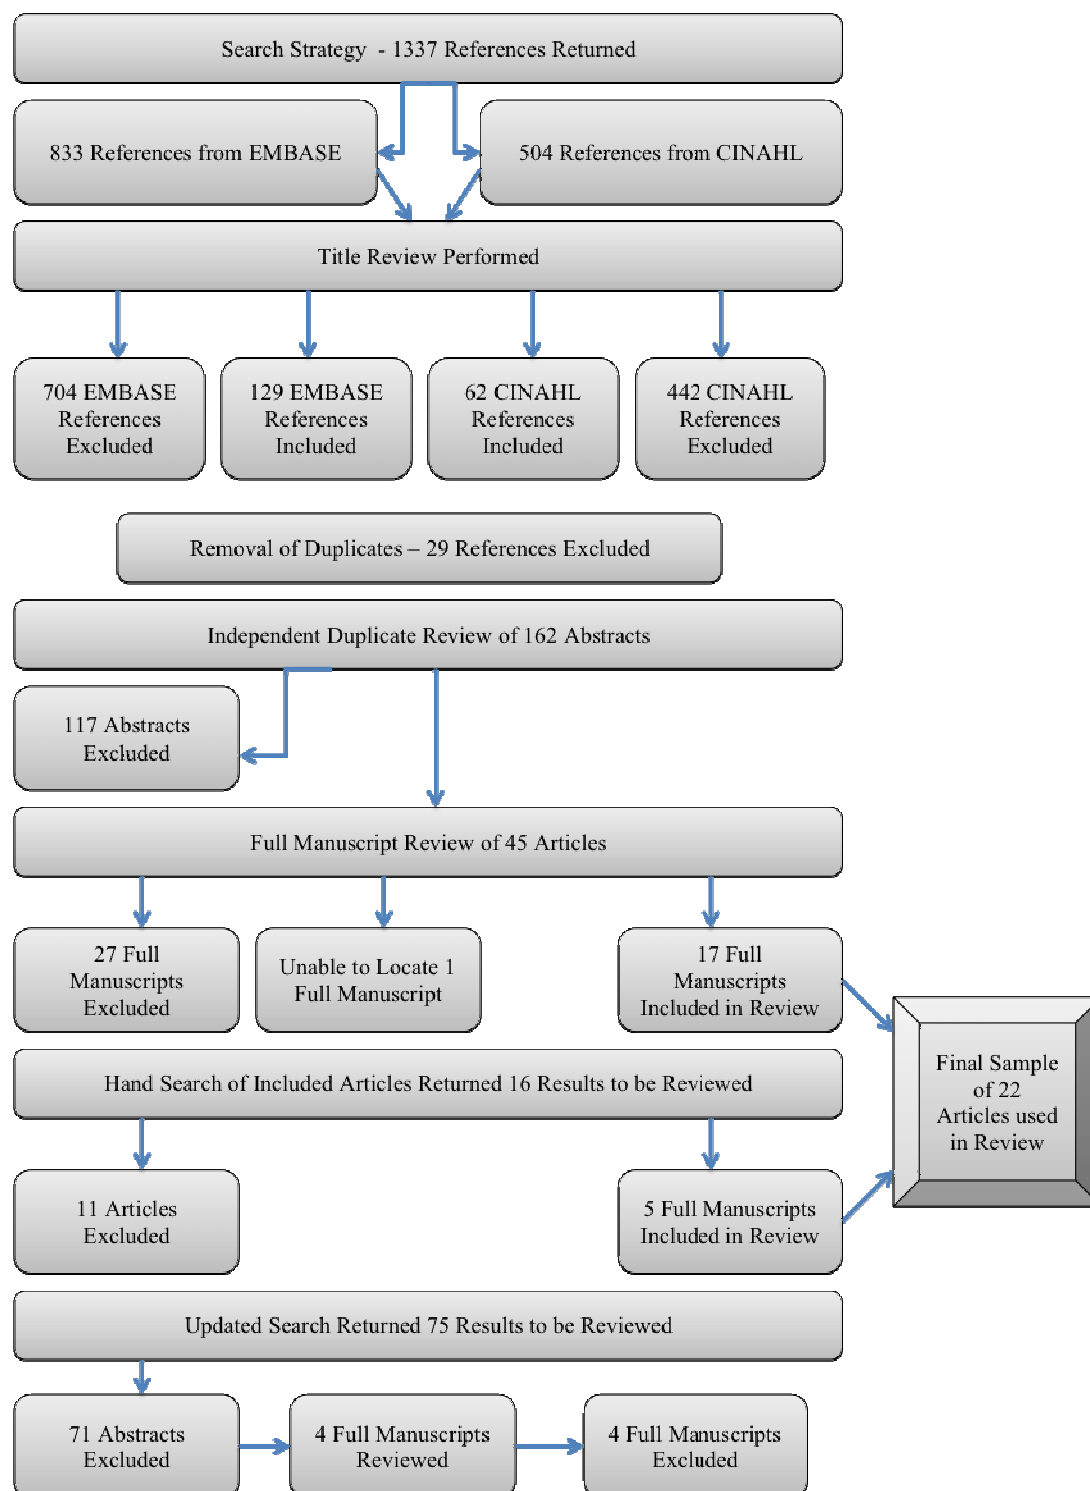 Search Strategy  - 1337 References Returned
833 References from EMBASE
504 References from CINAHL
Title Review Performed
704 EMBASE
References
Excluded
129 EMBASE
References
Included
62 CINAHL
References
Included
442 CINAHL
References
Excluded
Removal of Duplicates – 29 References Excluded
Independent Duplicate Review of 162 Abstracts
117 Abstracts
Excluded
Full Manuscript Review of 45 Articles
27 Full
Manuscripts
Excluded
Unable to Locate 1
Full Manuscript
17 Full
Manuscripts
Included in Review
Final Sample
of 22
Articles used
in Review
Hand Search of Included Articles Returned 16 Results to be Reviewed
11 Articles
Excluded
5 Full Manuscripts
Included in Review
Updated Search Returned 75 Results to be Reviewed
71 Abstracts
Excluded
4 Full Manuscripts
Reviewed
4 Full Manuscripts
Excluded